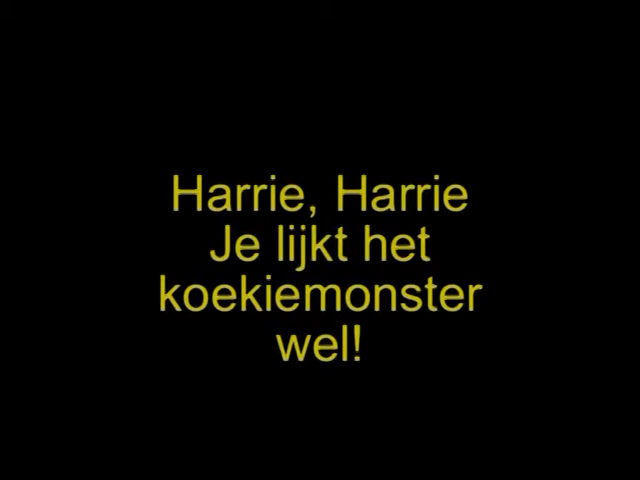 Harrie, Harrie
Je lijkt het
koekiemonster
wel!